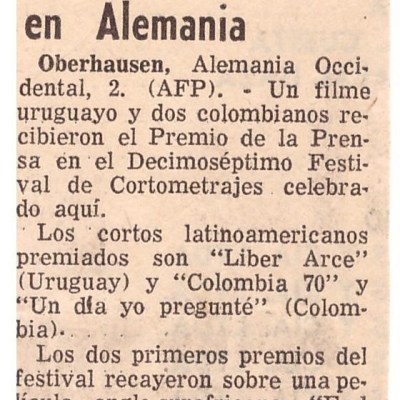 en Alemania
Oberhausen, Alemania Occi-
dental, 2. (AFP). - Un filme
uruguayo y dos colombianos re-
cibieron el Premio de la Pren-
sa en el Decimoséptimo Festi-
val de Cortometrajes celebra-
do aquí.
Los cortos latinoamericanos
premiados son "Liber Arce"
(Uruguay) y "Colombia 70" y
"Un día yo pregunté" (Colom-
bia).
Los dos primeros premios del
festival recayeron sobre una pe-